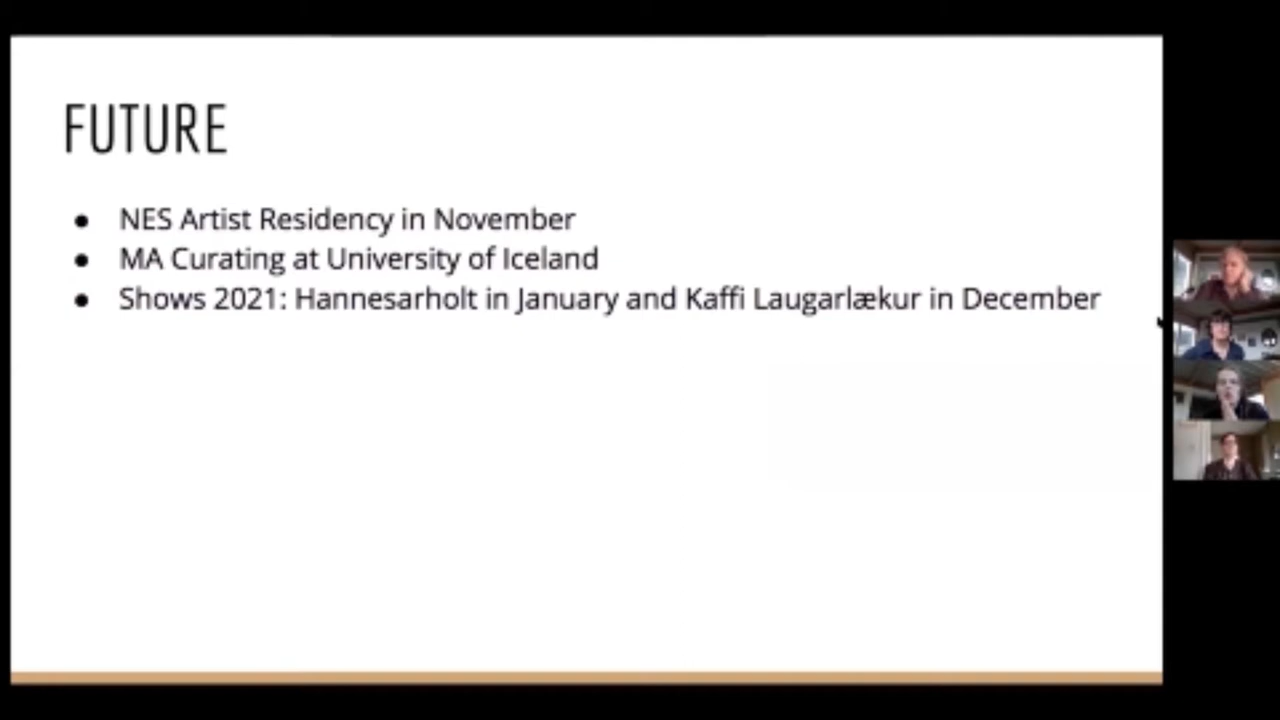 FUTURE
● NES Artist Residency in November
● MA Curating at University of Iceland
● Shows 2021: Hannesarholt in January and Kaffi Laugarlækur in December